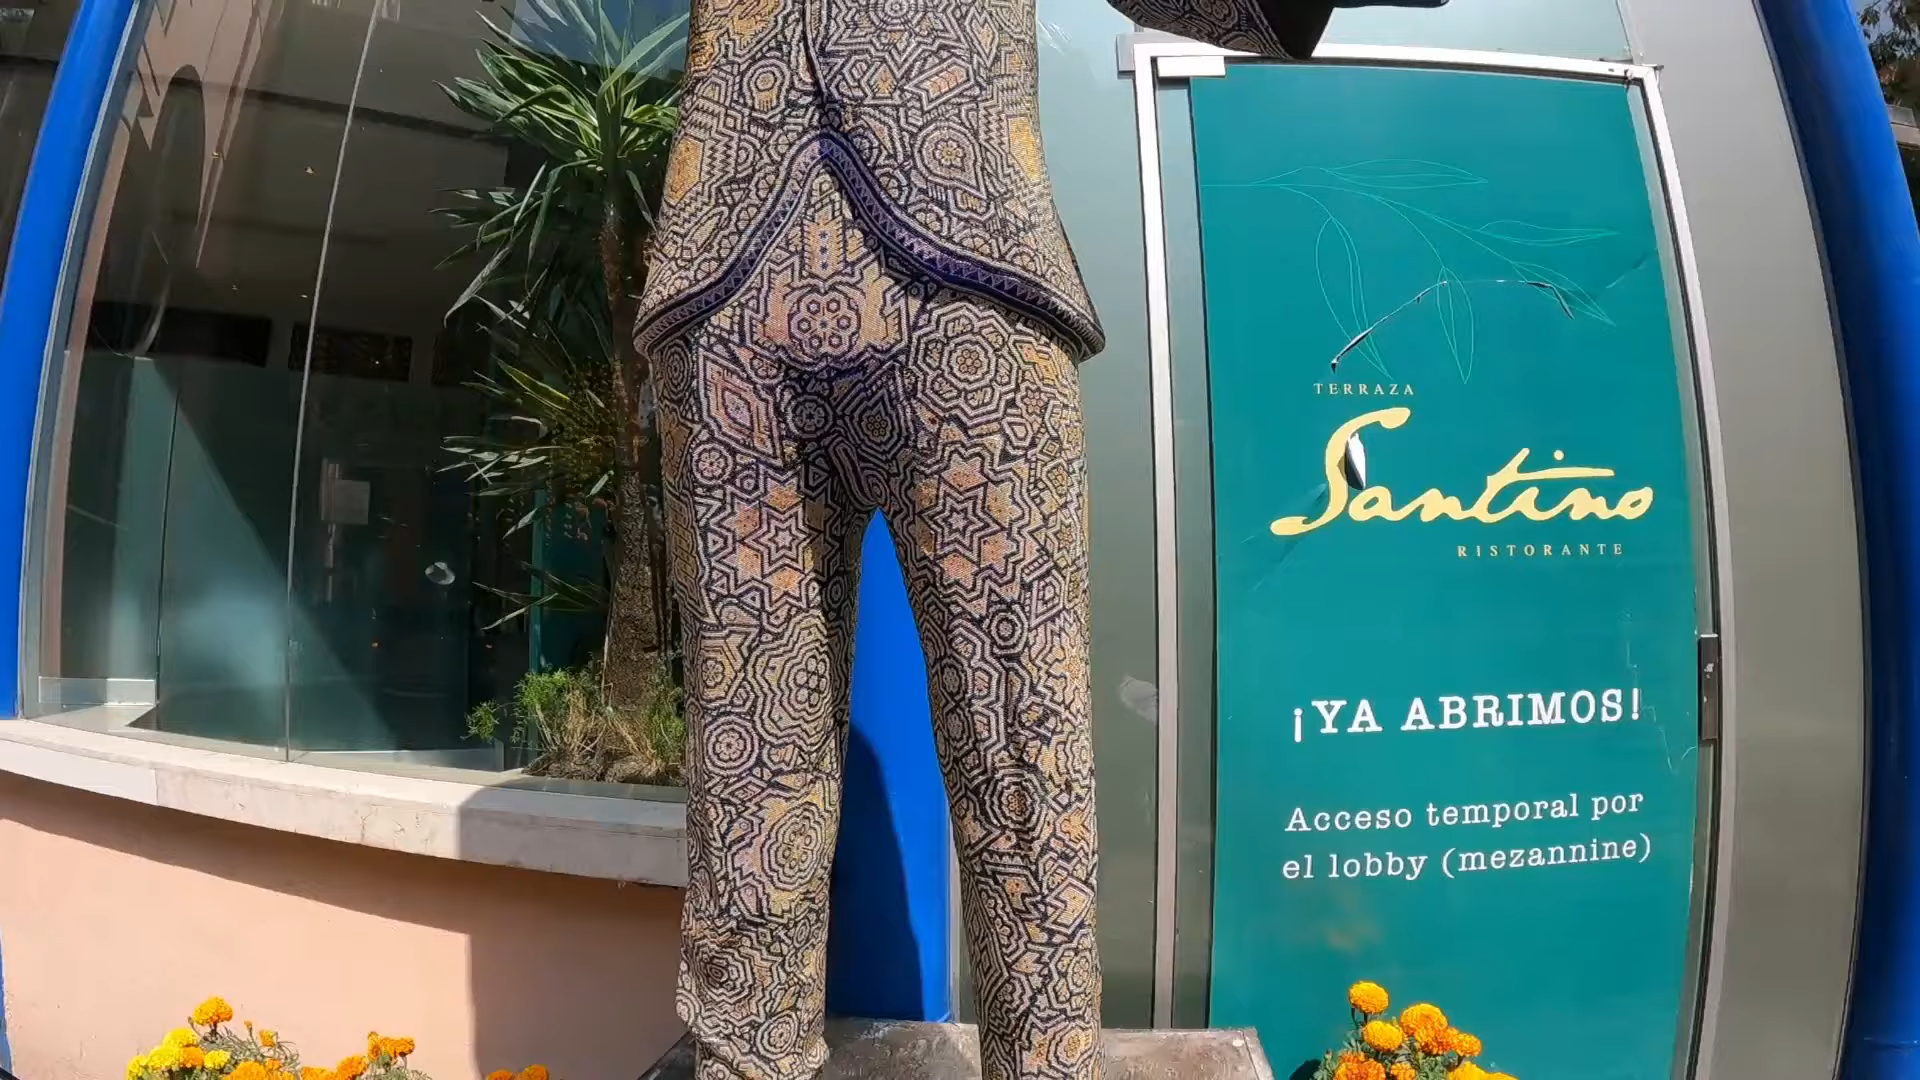 TERRAZA
Santino
RISTORANTE
¡YA ABRIMOS!
Acceso temporal por
el lobby (mezannine)